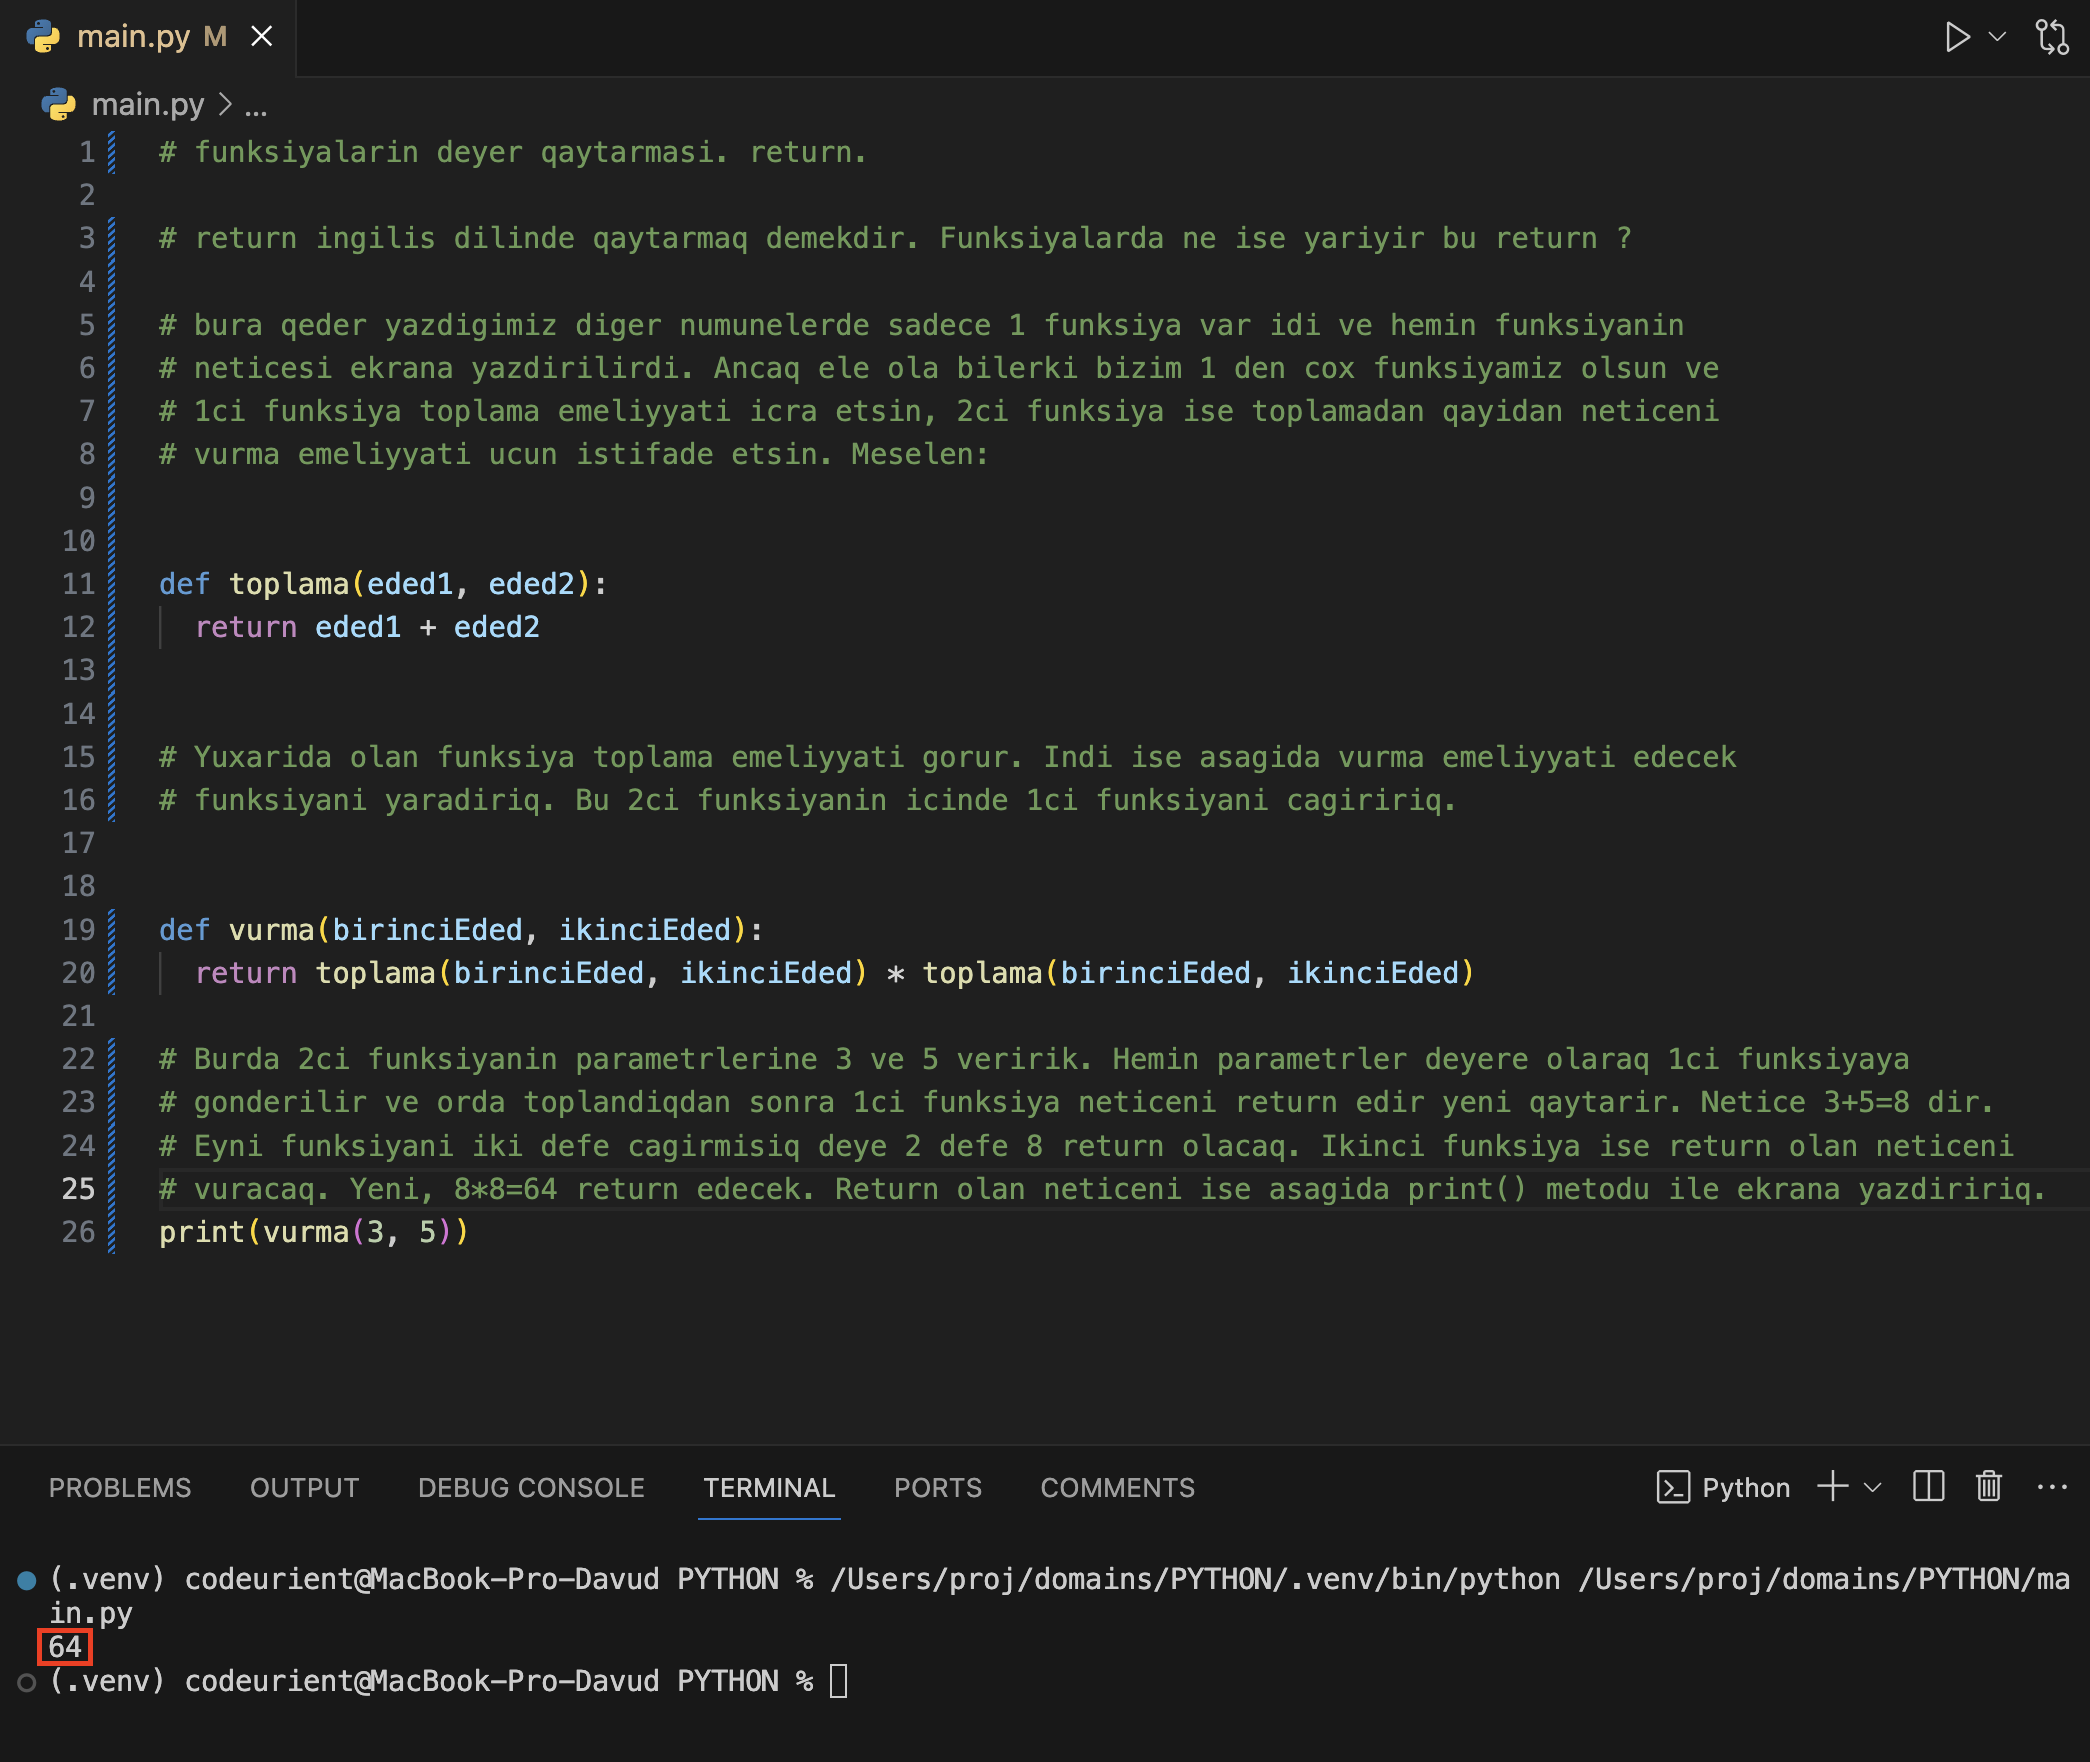 main.py M
main.py > ...
1 # funksiyalarin deyer qaytarmasi. return.
2
3 # return ingilis dilinde qaytarmaq demekdir. Funksiyalarda ne ise yariyir bu return ?
4
5 # bura qeder yazdigimiz diger numunelerde sadece 1 funksiya var idi ve hemin funksiyanin
6 # neticesi ekrana yazdirilirdi. Ancaq ele ola bilerki bizim 1 den cox funksiyamiz olsun ve
7 # 1ci funksiya toplama emeliyyati icra etsin, 2ci funksiya ise toplamadan qayidan neticeni
8 # vurma emeliyyati ucun istifade etsin. Meselen:
9
10
11 def toplama(eded1, eded2):
12 return eded1 + eded2
13
14
15 # Yuxarida olan funksiya toplama emeliyyati gorur. Indi ise asagida vurma emeliyyati edecek
16 # funksiyani yaradiriq. Bu 2ci funksiyanin icinde 1ci funksiyani cagiririq.
17
18
19 def vurma(birinciEded, ikinciEded):
20 return toplama(birinciEded, ikinciEded) * toplama(birinciEded, ikinciEded)
21
22 # Burda 2ci funksiyanin parametrlerine 3 ve 5 veririk. Hemin parametrler deyere olaraq 1ci funksiyaya
23 # gonderilir ve orda toplandiqdan sonra 1ci funksiya neticeni return edir yeni qaytarir. Netice 3+5=8 dir.
24 # Eyni funksiyani iki defe cagirmisiq deye 2 defe 8 return olacaq. Ikinci funksiya ise return olan neticeni
25 # vuracaq. Yeni, 8*8=64 return edecek. Return olan neticeni ise asagida print() metodu ile ekrana yazdiririq.
26 print(vurma(3, 5))
PROBLEMS OUTPUT DEBUG CONSOLE TERMINAL PORTS COMMENTS Python
(.venv) codeurient@MacBook-Pro-Davud PYTHON % /Users/proj/domains/PYTHON/.venv/bin/python /Users/proj/domains/PYTHON/ma
in.py
64
(.venv) codeurient@MacBook-Pro-Davud PYTHON %